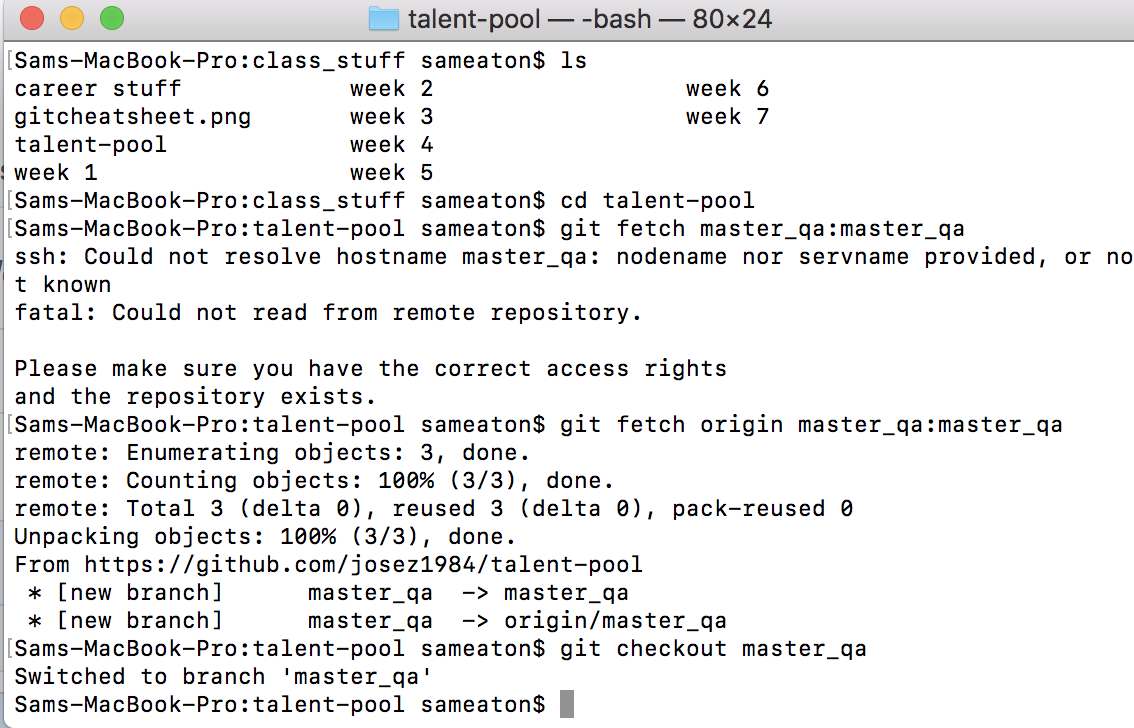 talent-pool — -bash — 80×24
[Sams-MacBook-Pro:class_stuff sameaton$ ls
career stuff            week 2                  week 6
gitcheatsheet.png       week 3                  week 7
talent-pool             week 4
week 1                  week 5
[Sams-MacBook-Pro:class_stuff sameaton$ cd talent-pool
[Sams-MacBook-Pro:talent-pool sameaton$ git fetch master_qa:master_qa
ssh: Could not resolve hostname master_qa: nodename nor servname provided, or no
t known
fatal: Could not read from remote repository.

Please make sure you have the correct access rights
and the repository exists.
[Sams-MacBook-Pro:talent-pool sameaton$ git fetch origin master_qa:master_qa
remote: Enumerating objects: 3, done.
remote: Counting objects: 100% (3/3), done.
remote: Total 3 (delta 0), reused 3 (delta 0), pack-reused 0
Unpacking objects: 100% (3/3), done.
From https://github.com/josez1984/talent-pool
 * [new branch]      master_qa  -> master_qa
 * [new branch]      master_qa  -> origin/master_qa
[Sams-MacBook-Pro:talent-pool sameaton$ git checkout master_qa
Switched to branch 'master_qa'
Sams-MacBook-Pro:talent-pool sameaton$